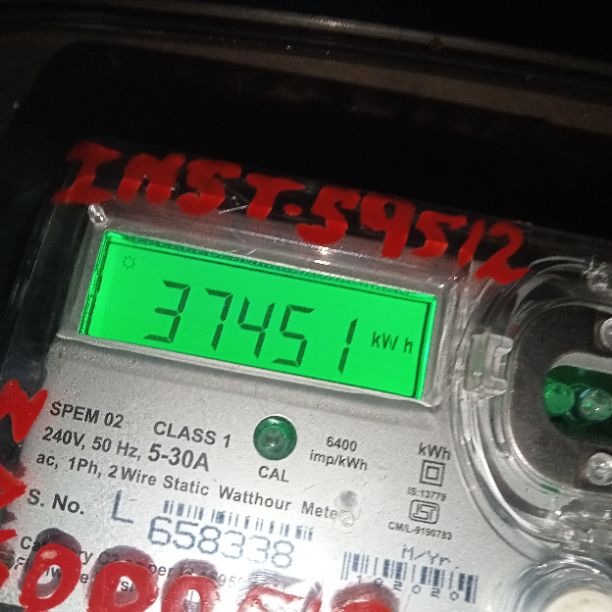 INST.59512
37451 kWh
SPEM 02 CLASS 1
240V, 50 Hz, 5-30A
6400
imp/kWh
CAL
kWh
ac, 1Ph, 2 Wire Static Watthour Meter
IS:13779
CM/L-9190783
S. No. L 658338
M/Yr.